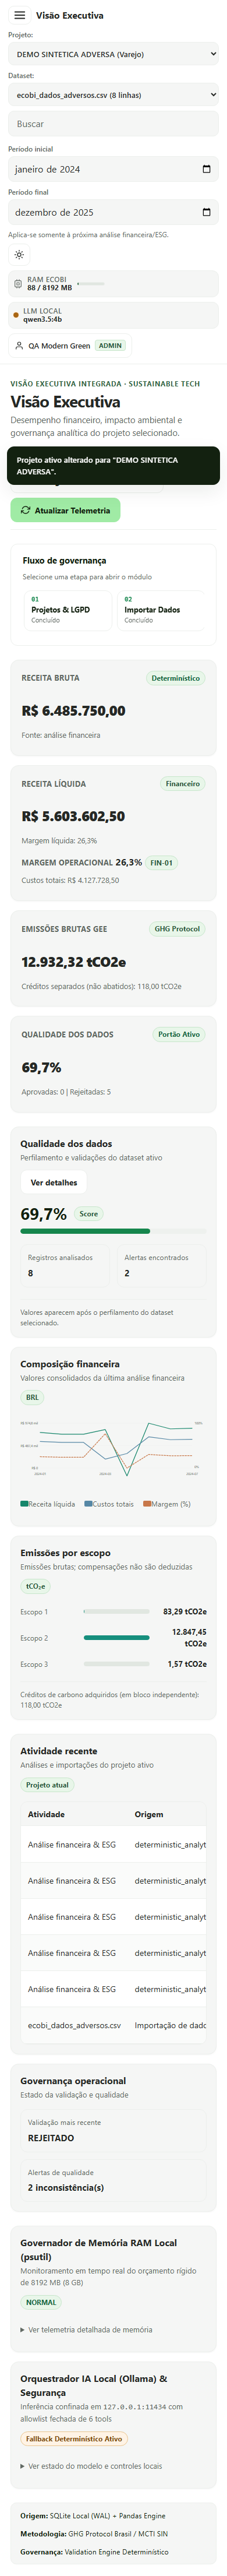 Visão Executiva
Projeto:
DEMO SINTETICA ADVERSA (Varejo)
Dataset:
ecobi_dados_adversos.csv (8 linhas)
Buscar
Período inicial
janeiro de 2024
Período final
dezembro de 2025
Aplica-se somente à próxima análise financeira/ESG.
RAM ECOBI
88 / 8192 MB
LLM LOCAL
qwen3.5:4b
QA Modern Green ADMIN
VISÃO EXECUTIVA INTEGRADA · SUSTAINABLE TECH
Visão Executiva
Desempenho financeiro, impacto ambiental e
governança analítica do projeto selecionado.
Projeto ativo alterado para "DEMO SINTETICA
ADVERSA".
Atualizar Telemetria
Fluxo de governança
Selecione uma etapa para abrir o módulo
01
Projetos & LGPD
Concluído
02
Importar Dados
Concluído
RECEITA BRUTA
Determinístico
R$ 6.485.750,00
Fonte: análise financeira
RECEITA LÍQUIDA
Financeiro
R$ 5.603.602,50
Margem líquida: 26,3%
MARGEM OPERACIONAL 26,3% FIN-01
Custos totais: R$ 4.127.728,50
EMISSÕES BRUTAS GEE
GHG Protocol
12.932,32 tCO2e
Créditos separados (não abatidos): 118,00 tCO2e
QUALIDADE DOS DADOS
Portão Ativo
69,7%
Aprovadas: 0 | Rejeitadas: 5
Qualidade dos dados
Perfilamento e validações do dataset ativo
Ver detalhes
69,7% Score
Registros analisados
8
Alertas encontrados
2
Valores aparecem após o perfilamento do dataset
selecionado.
Composição financeira
Valores consolidados da última análise financeira
BRL
Receita líquida
Custos totais
Margem (%)
Emissões por escopo
Emissões brutas; compensações não são deduzidas
tCO₂e
Escopo 1
83,29 tCO2e
Escopo 2
12.847,45
tCO2e
Escopo 3
1,57 tCO2e
Créditos de carbono adquiridos (em bloco independente):
118,00 tCO2e
Atividade recente
Análises e importações do projeto ativo
Projeto atual
Atividade Origem
Análise financeira & ESG deterministic_analyt
Análise financeira & ESG deterministic_analyt
Análise financeira & ESG deterministic_analyt
Análise financeira & ESG deterministic_analyt
Análise financeira & ESG deterministic_analyt
ecobi_dados_adversos.csv Importação de dado
Governança operacional
Estado da validação e qualidade
Validação mais recente
REJEITADO
Alertas de qualidade
2 inconsistência(s)
Governador de Memória RAM Local
(psutil)
Monitoramento em tempo real do orçamento rígido
de 8192 MB (8 GB)
NORMAL
Ver telemetria detalhada de memória
Orquestrador IA Local (Ollama) &
Segurança
Inferência confinada em 127.0.0.1:11434 com
allowlist fechada de 6 tools
Fallback Determinístico Ativo
Ver estado do modelo e controles locais
Origem: SQLite Local (WAL) + Pandas Engine
Metodologia: GHG Protocol Brasil / MCTI SIN
Governança: Validation Engine Determinístico